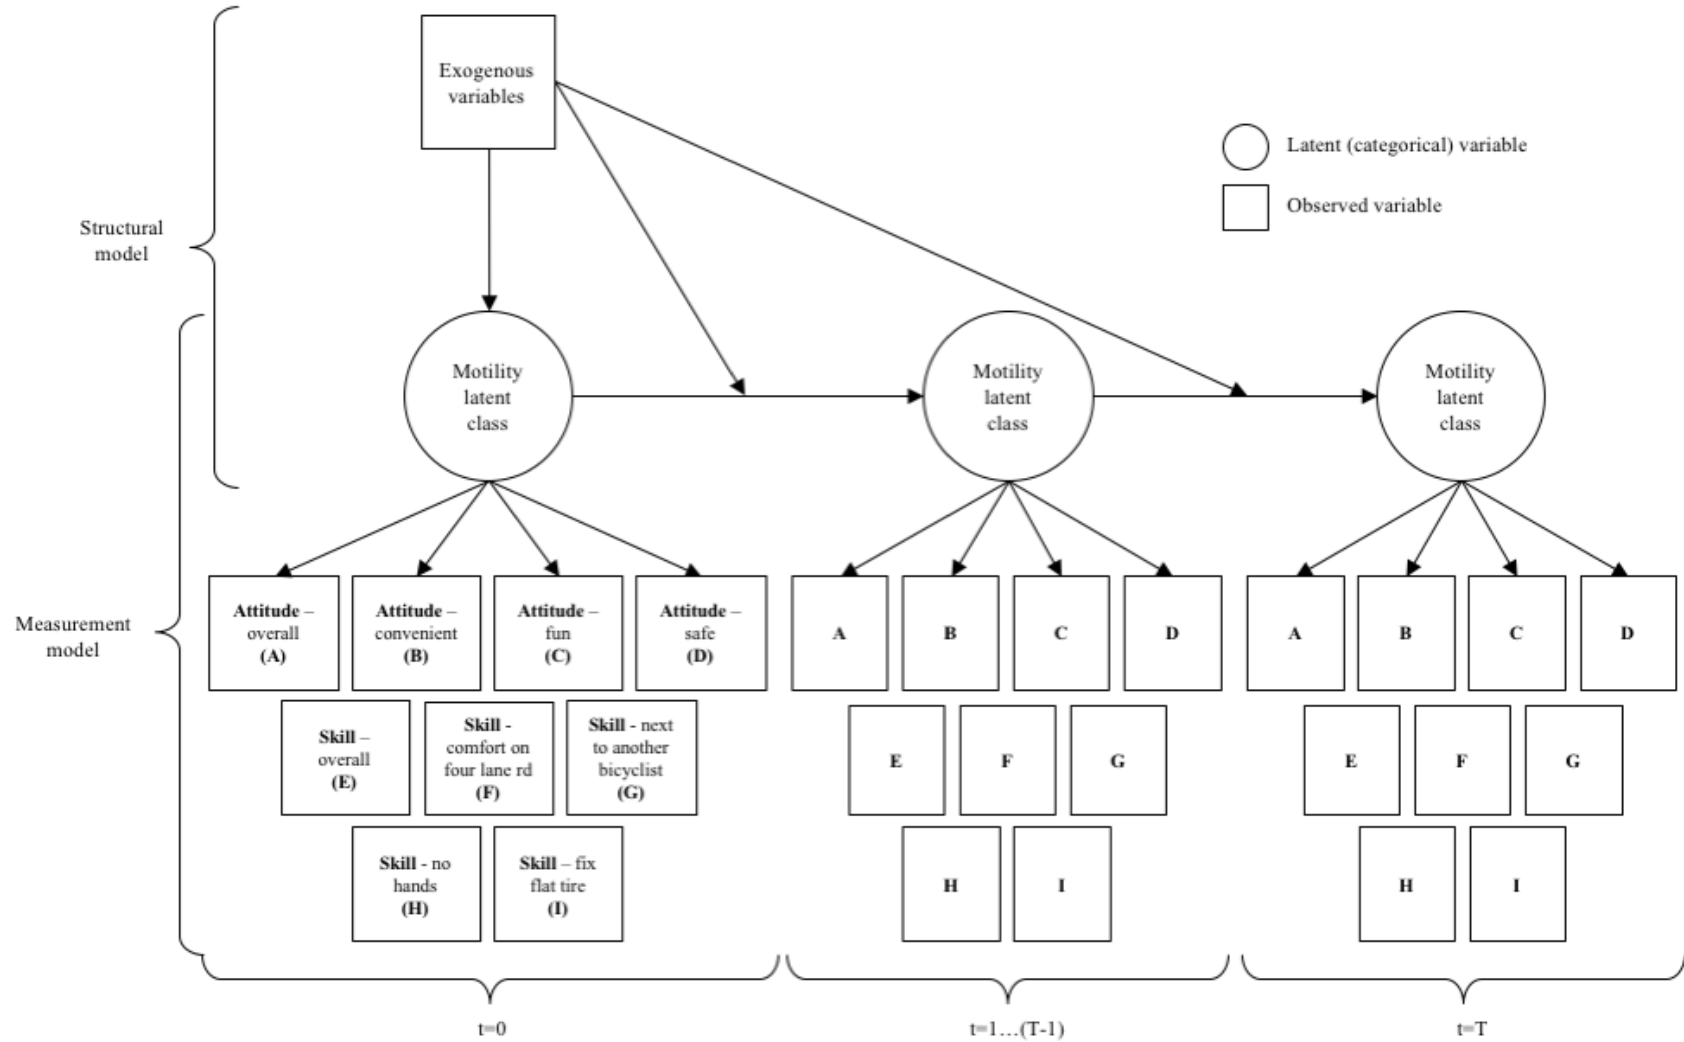 Exogenous
variables
Latent (categorical) variable
Observed variable
Structural
model
Motility
latent
class
Motility
latent
class
Motility
latent
class
Measurement
model
Attitude –
overall
(A)
Attitude –
convenient
(B)
Attitude –
fun
(C)
Attitude –
safe
(D)
A
B
C
D
A
B
C
D
Skill –
overall
(E)
Skill -
comfort on
four lane rd
(F)
Skill - next
to another
bicyclist
(G)
E
F
G
E
F
G
Skill - no
hands
(H)
Skill – fix
flat tire
(I)
H
I
H
I
t=0
t=1…(T-1)
t=T